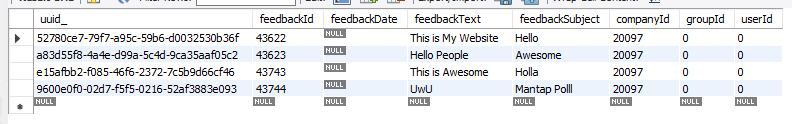 uuid_ feedbackId feedbackDate feedbackText feedbackSubject companyId groupId userId
52780ce7-79f7-a95c-59b6-d0032530b36f 43622 NULL This is My Website Hello 20097 0 0
a83d55f8-4a4e-d99a-5c4d-9ca35aaf05c2 43623 NULL Hello People Awesome 20097 0 0
e15afbb2-f085-46f6-2372-7c5b9d66cf46 43743 NULL This is Awesome Holla 20097 0 0
9600e0f0-02d7-f5f5-0216-52af3883e093 43744 NULL UwU Mantap Polll 20097 0 0
NULL NULL NULL NULL NULL NULL NULL NULL